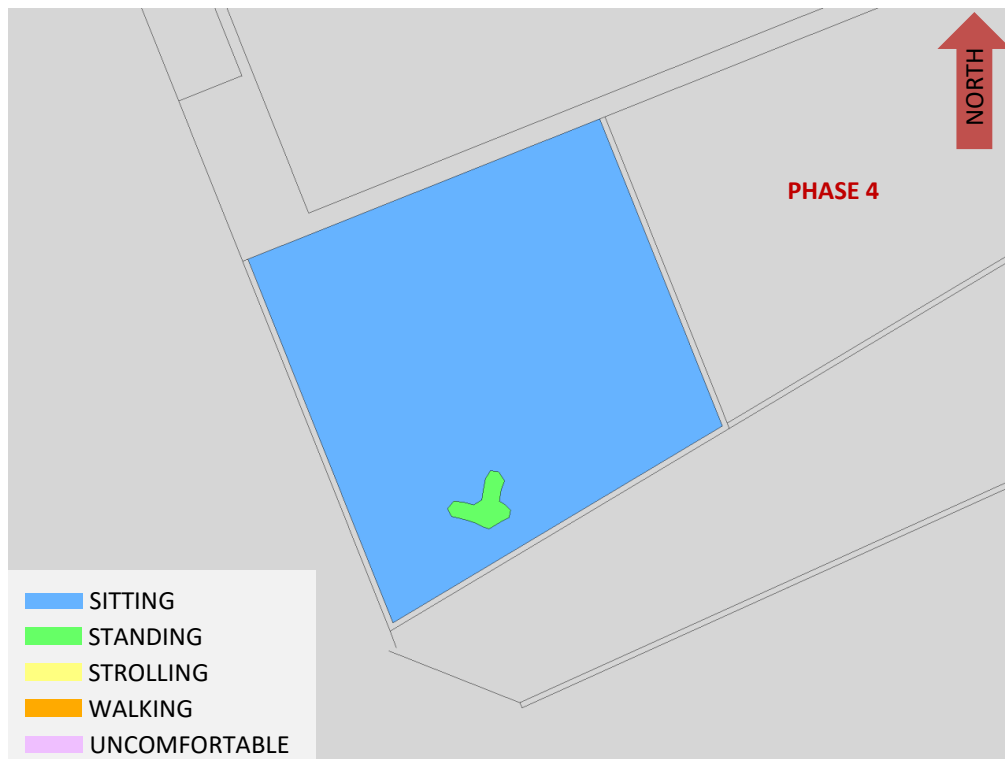 NORTH
PHASE 4
SITTING
STANDING
STROLLING
WALKING
UNCOMFORTABLE